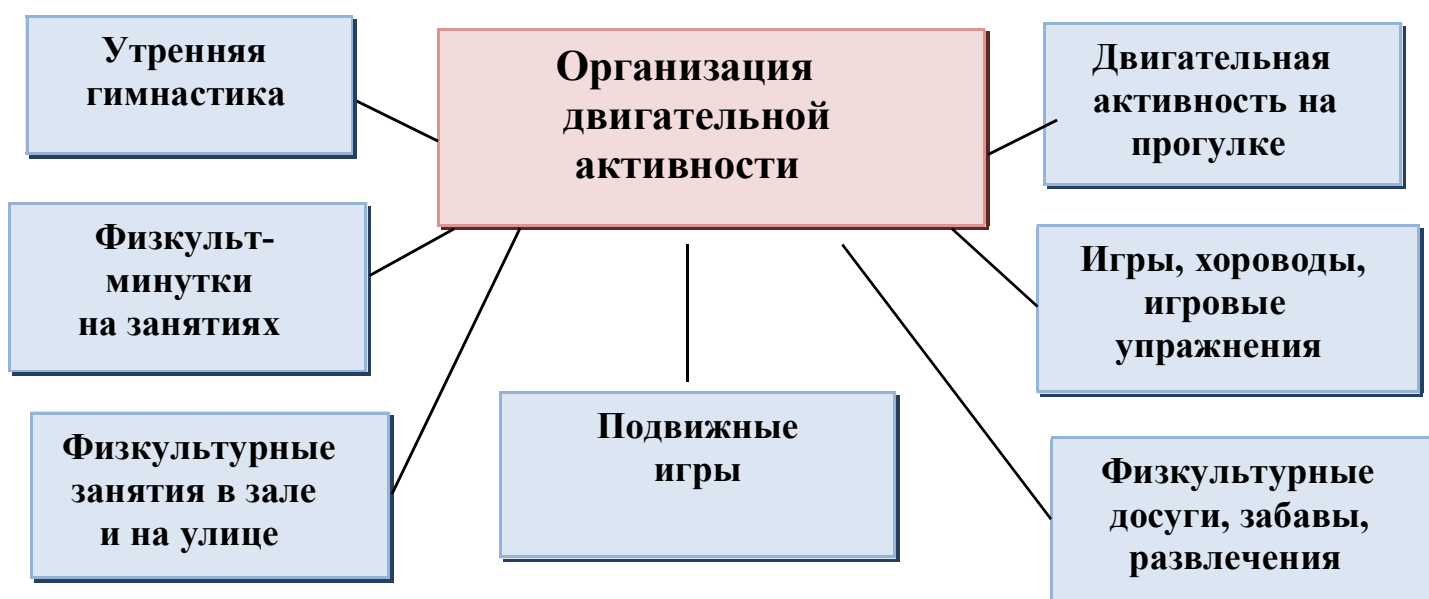 Утренняя
гимнастика
Организация
двигательной
активности
Двигательная
активность на
прогулке
Физкульт-
минутки
на занятиях
Игры, хороводы,
игровые
упражнения
Физкультурные
занятия в зале
и на улице
Подвижные
игры
Физкультурные
досуги, забавы,
развлечения